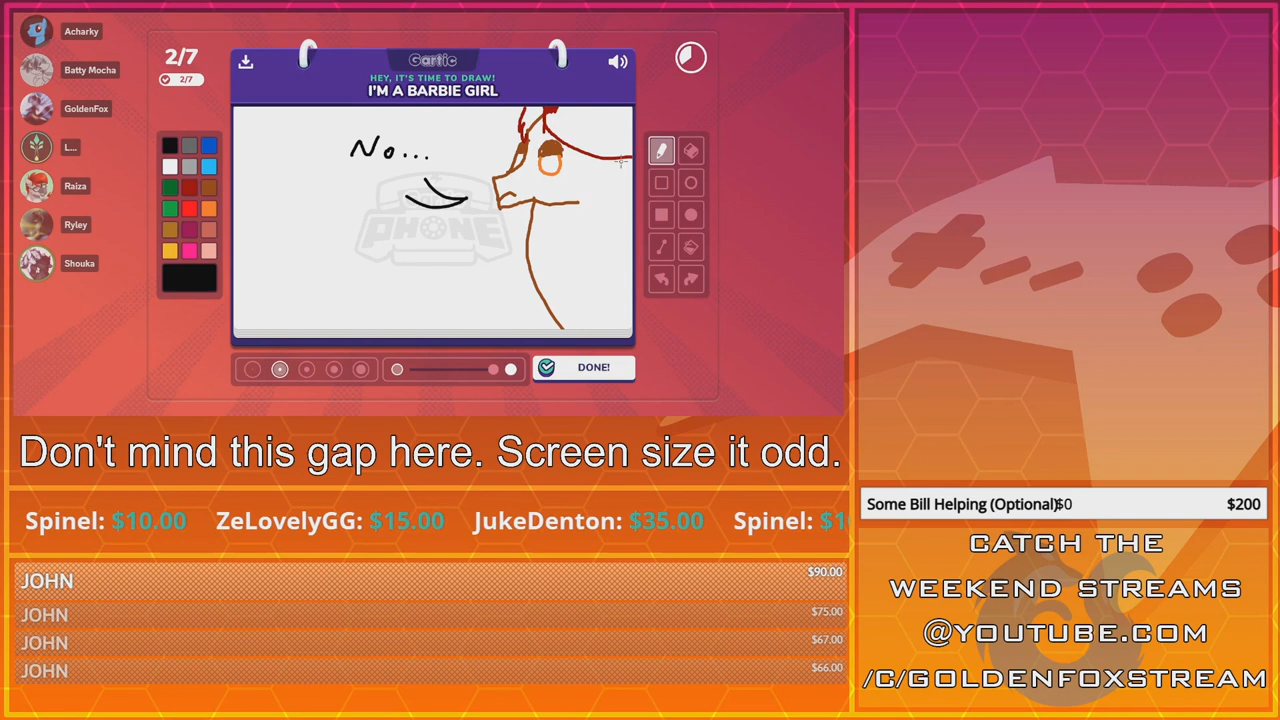 Acharky
Batty Mocha
GoldenFox
L...
Raiza
Ryley
Shouka
2/7
2/7
Gartic
HEY, IT'S TIME TO DRAW!
I'M A BARBIE GIRL
No...
PHONE
DONE!
Don't mind this gap here. Screen size it odd.
Spinel: $10.00 ZeLovelyGG: $15.00 JukeDenton: $35.00 Spinel: $1
JOHN $90.00
JOHN $75.00
JOHN $67.00
JOHN $66.00
Some Bill Helping (Optional) $0 $200
CATCH THE
WEEKEND STREAMS
@YOUTUBE.COM
/C/GOLDENFOXSTREAM